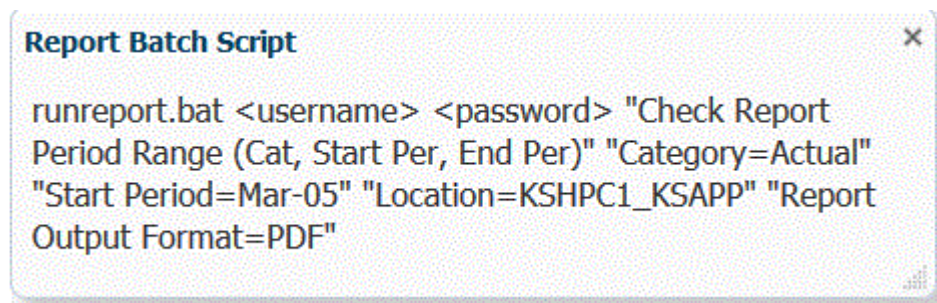 Report Batch Script
runreport.bat <username> <password> "Check Report
Period Range (Cat, Start Per, End Per)" "Category=Actual"
"Start Period=Mar-05" "Location=KSHPC1_KSAPP" "Report
Output Format=PDF"